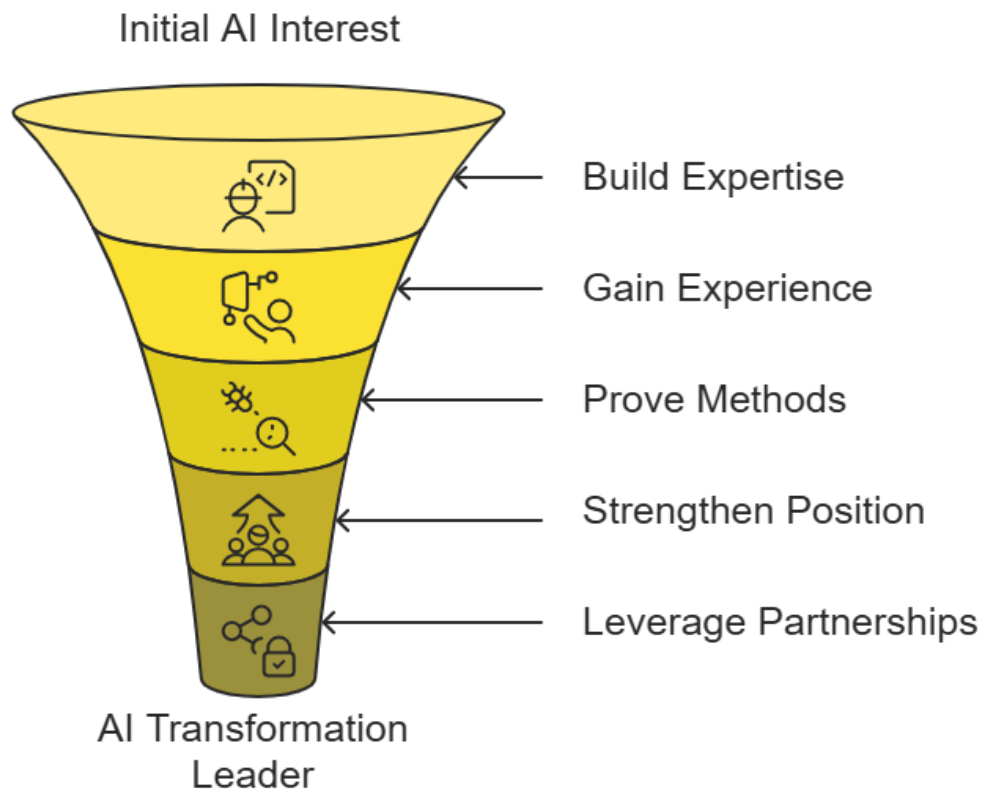 Initial AI Interest
</>
Build Expertise
Gain Experience
Prove Methods
Strengthen Position
Leverage Partnerships
AI Transformation
Leader